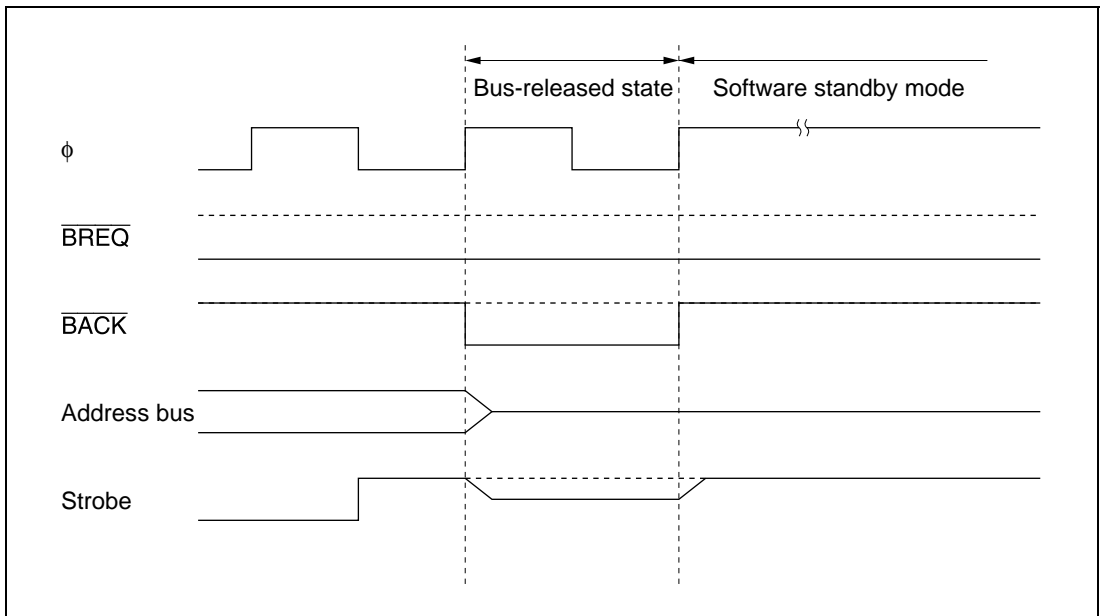 Bus-released state
Software standby mode
φ
BREQ
BACK
Address bus
Strobe